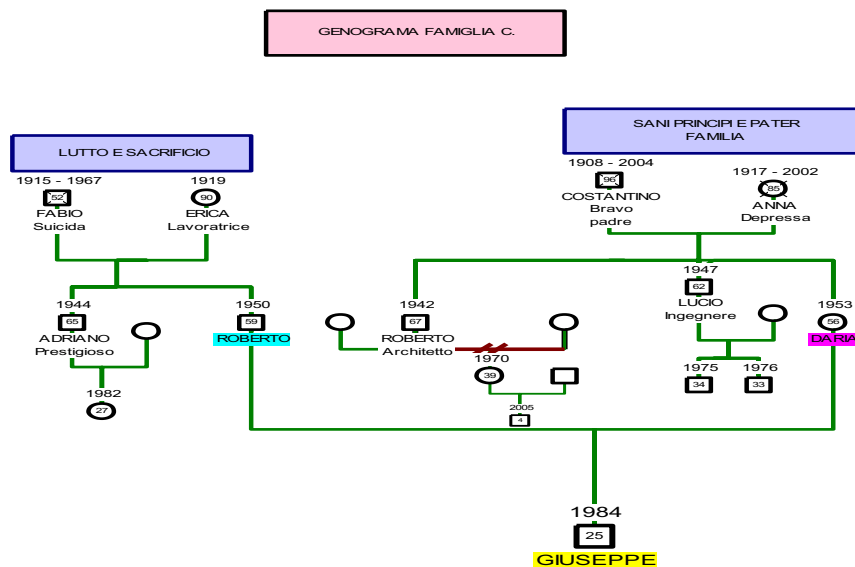 GENOGRAMA FAMIGLIA C.
LUTTO E SACRIFICIO
SANI PRINCIPI E PATER
FAMILIA
1915 - 1967
1919
1908 - 2004
1917 - 2002
52
90
96
85
FABIO
Suicida
ERICA
Lavoratrice
COSTANTINO
Bravo
padre
ANNA
Depressa
1944
1950
1942
1947
1953
65
59
67
62
56
ADRIANO
Prestigioso
ROBERTO
ROBERTO
Architetto
LUCIO
Ingegnere
DARIA
1982
27
1970
39
2005
4
1975
1976
34
33
1984
25
GIUSEPPE